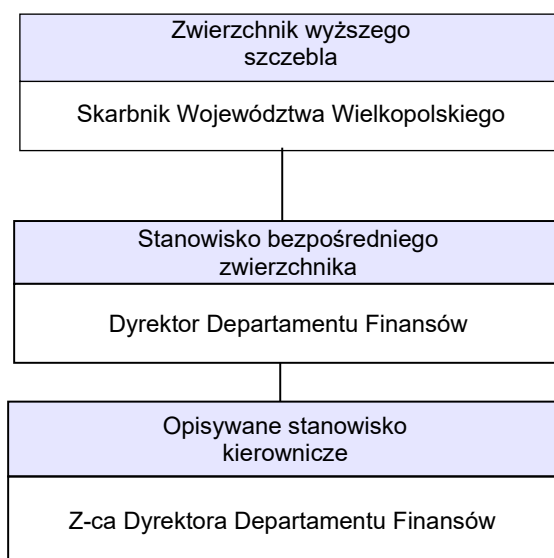 Zwierzchnik wyższego
szczebla
Skarbnik Województwa Wielkopolskiego
Stanowisko bezpośredniego
zwierzchnika
Dyrektor Departamentu Finansów
Opisywane stanowisko
kierownicze
Z-ca Dyrektora Departamentu Finansów